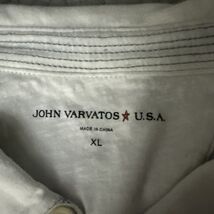 JOHN VARVATOS★U.S.A.
MADE IN CHINA
XL